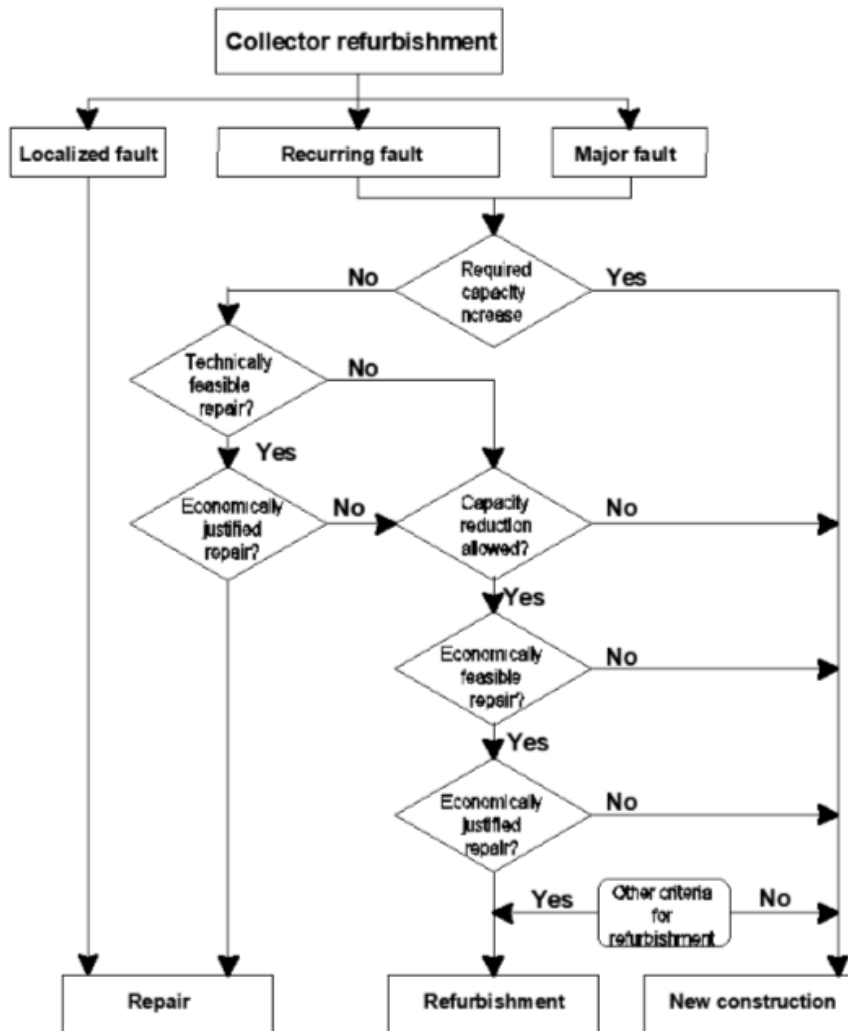 Collector refurbishment
Localized fault
Recurring fault
Major fault
No
Required
capacity
ncrease
Yes
Technically
feasible
repair?
No
Yes
Economically
justified
repair?
No
Capacity
reduction
allowed?
No
Yes
Economically
feasible
repair?
No
Yes
Economically
justified
repair?
No
Yes
Other criteria
for
refurbishment
No
Repair
Refurbishment
New construction